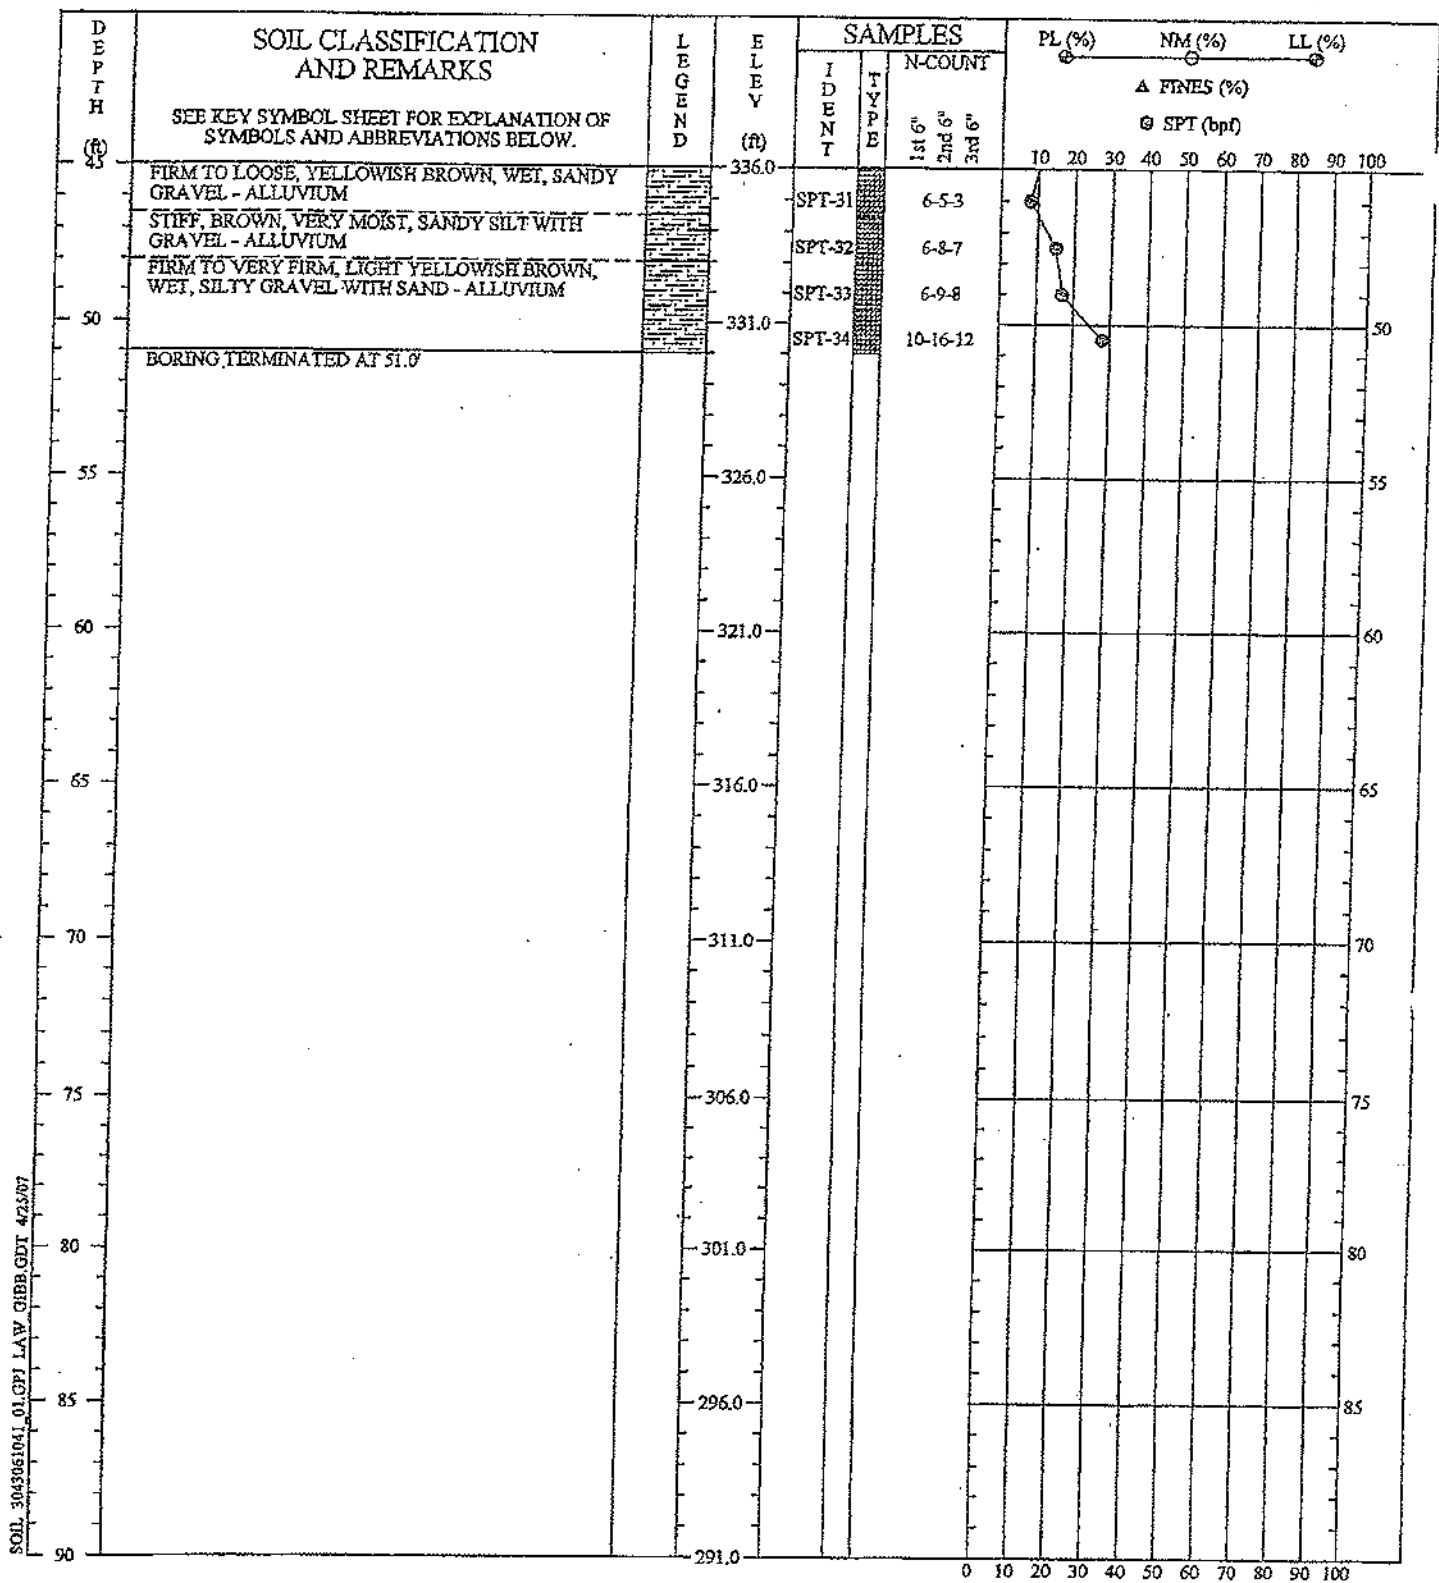 DEPTH
(ft)
SOIL CLASSIFICATION
AND REMARKS
SEE KEY SYMBOL SHEET FOR EXPLANATION OF
SYMBOLS AND ABBREVIATIONS BELOW.
LEGEND
ELEV
(ft)
SAMPLES
IDENT
TYPE
N-COUNT
1st 6"
2nd 6"
3rd 6"
PL (%) NM (%) LL (%)
▲ FINES (%)
● SPT (bpf)
10 20 30 40 50 60 70 80 90 100
45
336.0
FIRM TO LOOSE, YELLOWISH BROWN, WET, SANDY
GRAVEL - ALLUVIUM
SPT-31 6-5-3
STIFF, BROWN, VERY MOIST, SANDY SILT WITH
GRAVEL - ALLUVIUM
SPT-32 6-8-7
FIRM TO VERY FIRM, LIGHT YELLOWISH BROWN,
WET, SILTY GRAVEL WITH SAND - ALLUVIUM
SPT-33 6-9-8
50 331.0 50
SPT-34 10-16-12
BORING TERMINATED AT 51.0'
55 326.0 55
60 321.0 60
65 316.0 65
70 311.0 70
75 306.0 75
80 301.0 80
85 296.0 85
90 291.0
0 10 20 30 40 50 60 70 80 90 100
SOIL 3043061041_01.GPJ LAW_GIBB.GDT 4/25/07